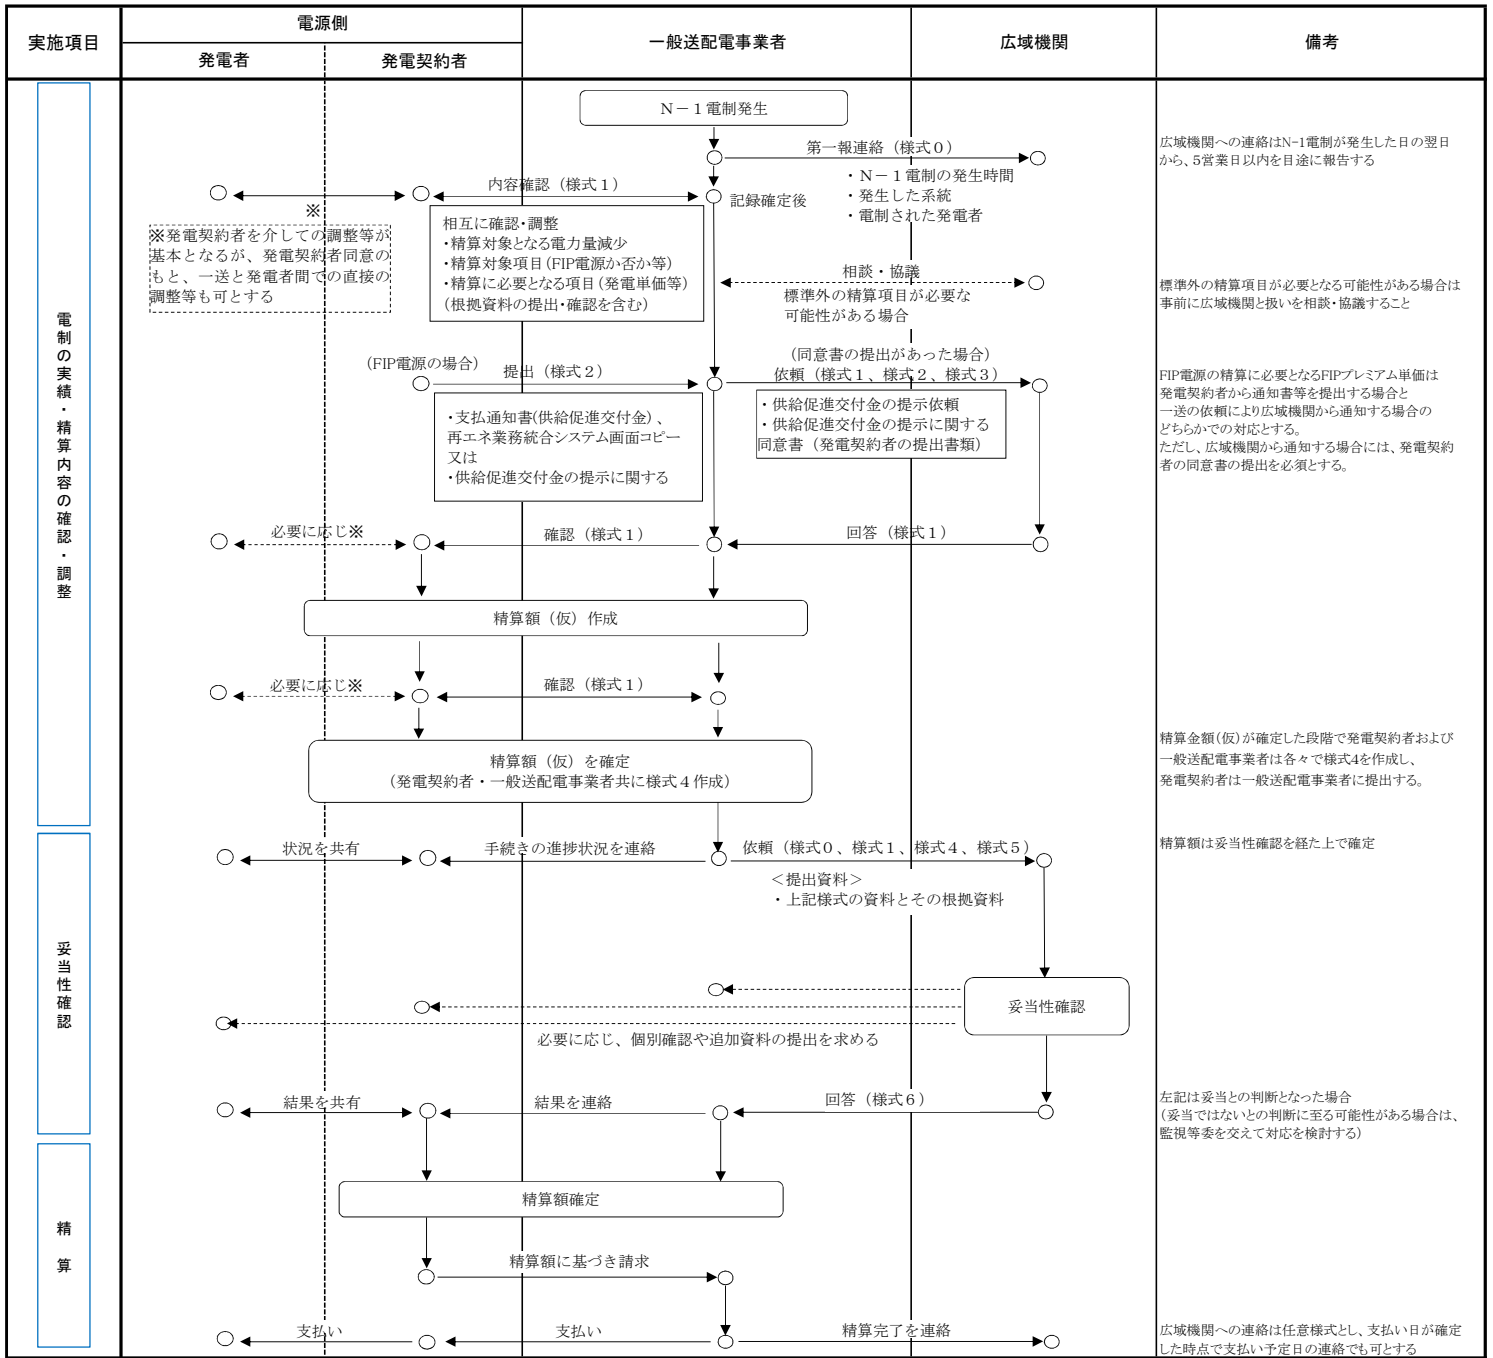 実施項目
電源側
発電者
発電契約者
一般送配電事業者
広域機関
備考
電制の実績・精算内容の確認・調整
N－１電制発生
第一報連絡（様式０）
・Ｎ－１電制の発生時間
・発生した系統
・電制された発電者
広域機関への連絡はN-1電制が発生した日の翌日
から、5営業日以内を目途に報告する
内容確認（様式１）
記録確定後
※
※発電契約者を介しての調整等が
基本となるが、発電契約者同意の
もと、一送と発電者間での直接の
調整等も可とする
相互に確認・調整
・精算対象となる電力量減少
・精算対象項目（FIP電源か否か等）
・精算に必要となる項目（発電単価等）
（根拠資料の提出・確認を含む）
相談・協議
標準外の精算項目が必要な
可能性がある場合
標準外の精算項目が必要となる可能性がある場合は
事前に広域機関と扱いを相談・協議すること
（FIP電源の場合）
提出（様式２）
・支払通知書(供給促進交付金）、
再エネ業務統合システム画面コピー
又は
・供給促進交付金の提示に関する
（同意書の提出があった場合）
依頼（様式１、様式２、様式３）
・供給促進交付金の提示依頼
・供給促進交付金の提示に関する
同意書（発電契約者の提出書類）
FIP電源の精算に必要となるFIPプレミアム単価は
発電契約者から通知書等を提出する場合と
一送の依頼により広域機関から通知する場合の
どちらかでの対応とする。
ただし、広域機関から通知する場合には、発電契約
者の同意書の提出を必須とする。
必要に応じ※
確認（様式１）
回答（様式１）
精算額（仮）作成
必要に応じ※
確認（様式１）
精算額（仮）を確定
（発電契約者・一般送配電事業者共に様式４作成）
精算金額(仮)が確定した段階で発電契約者および
一般送配電事業者は各々で様式4を作成し、
発電契約者は一般送配電事業者に提出する。
妥当性確認
状況を共有
手続きの進捗状況を連絡
依頼（様式０、様式１、様式４、様式５）
＜提出資料＞
・上記様式の資料とその根拠資料
精算額は妥当性確認を経た上で確定
妥当性確認
必要に応じ、個別確認や追加資料の提出を求める
結果を共有
結果を連絡
回答（様式６）
左記は妥当との判断となった場合
（妥当ではないとの判断に至る可能性がある場合は、
監視等委を交えて対応を検討する）
精算
精算額確定
精算額に基づき請求
支払い
支払い
精算完了を連絡
広域機関への連絡は任意様式とし、支払い日が確定
した時点で支払い予定日の連絡でも可とする